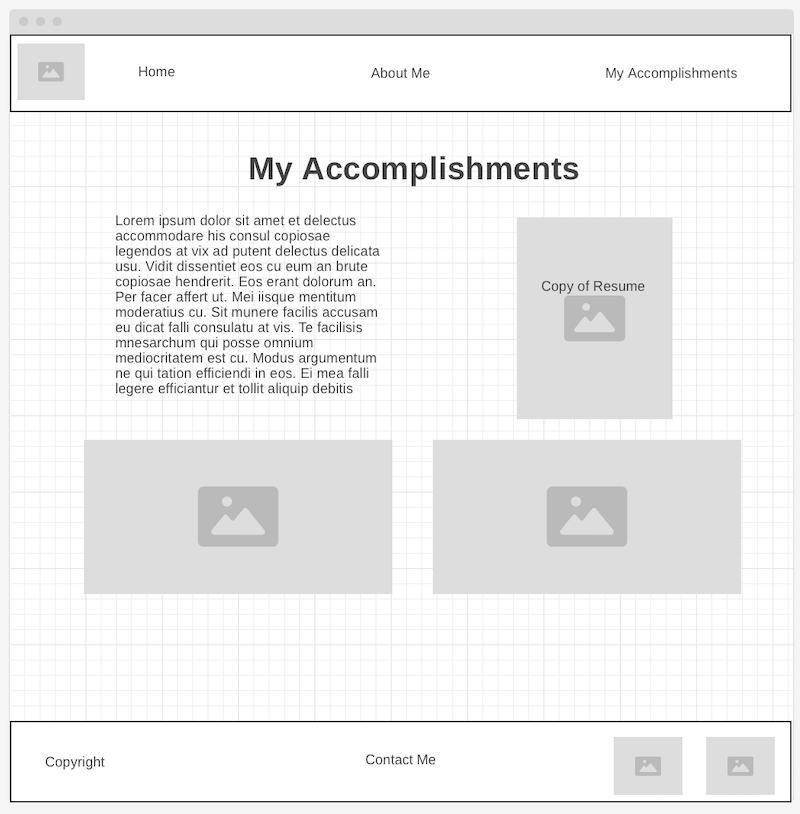 Home
About Me
My Accomplishments
My Accomplishments
Lorem ipsum dolor sit amet et delectus
accommodare his consul copiosae
legendos at vix ad putent delectus delicata
usu. Vidit dissentiet eos cu eum an brute
copiosae hendrerit. Eos erant dolorum an.
Per facer affert ut. Mei iisque mentitum
moderatius cu. Sit munere facilis accusam
eu dicat falli consulatu at vis. Te facilisis
mnesarchum qui posse omnium
mediocritatem est cu. Modus argumentum
ne qui tation efficiendi in eos. Ei mea falli
legere efficiantur et tollit aliquip debitis
Copy of Resume
Copyright
Contact Me